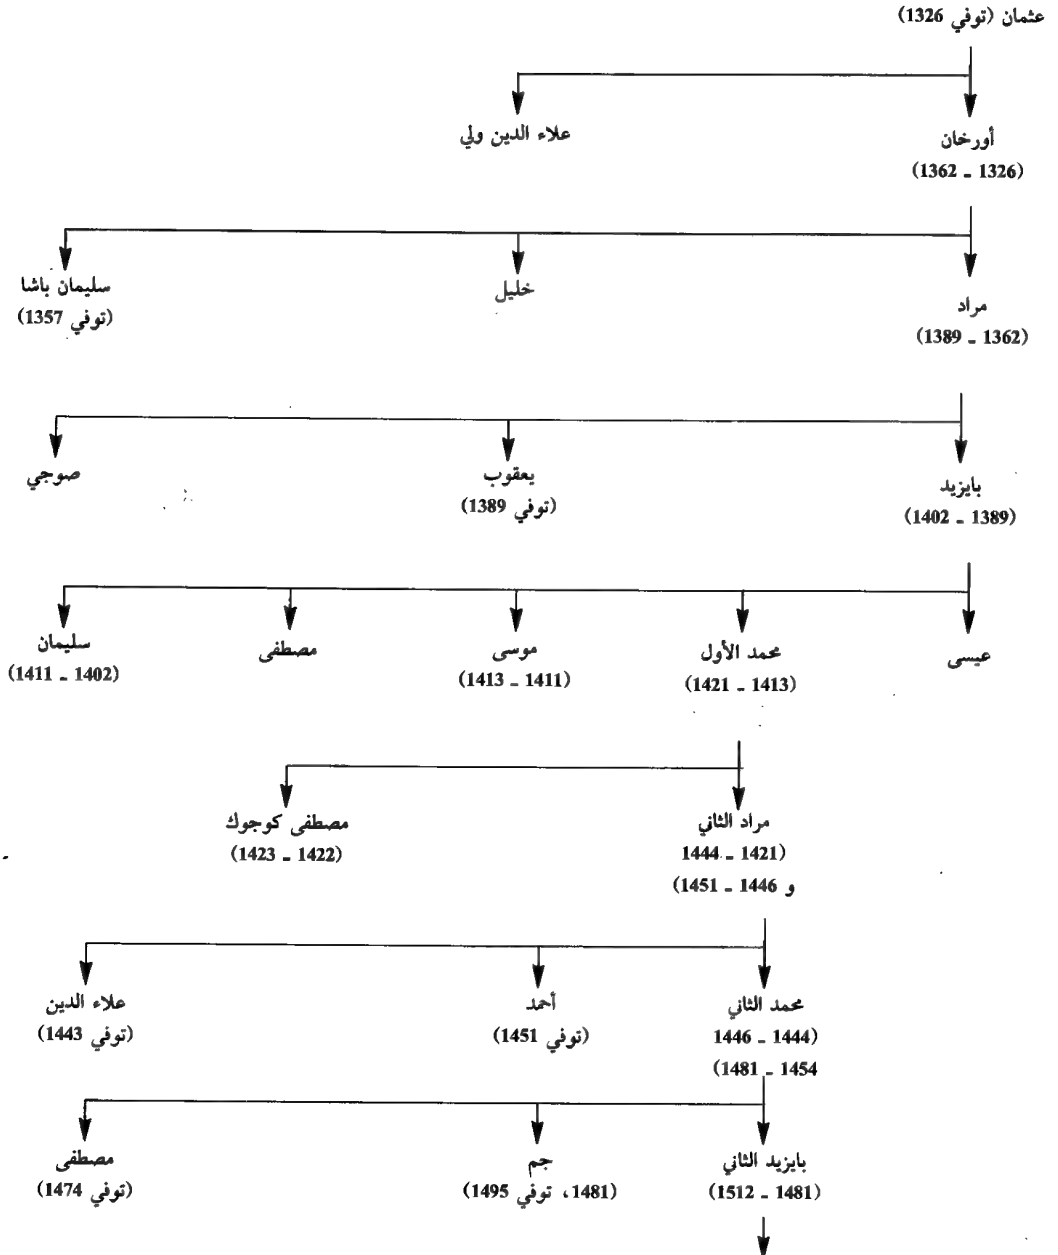 عثمان (توفي 1326)
علاء الدين ولي
أورخان
(1326 - 1362)
سليمان باشا
(توفي 1357)
خليل
مراد
(1362 - 1389)
صوجي
يعقوب
(توفي 1389)
بايزيد
(1389 - 1402)
عيسى
محمد الأول
(1413 - 1421)
موسى
(1411 - 1413)
مصطفى
سليمان
(1402 - 1411)
مراد الثاني
(1421 - 1444
و 1446 - 1451)
مصطفى كوجوك
(1422 - 1423)
محمد الثاني
(1444 - 1446
1454 - 1481)
أحمد
(توفي 1451)
علاء الدين
(توفي 1443)
بايزيد الثاني
(1481 - 1512)
جم
(1481، توفي 1495)
مصطفى
(توفي 1474)